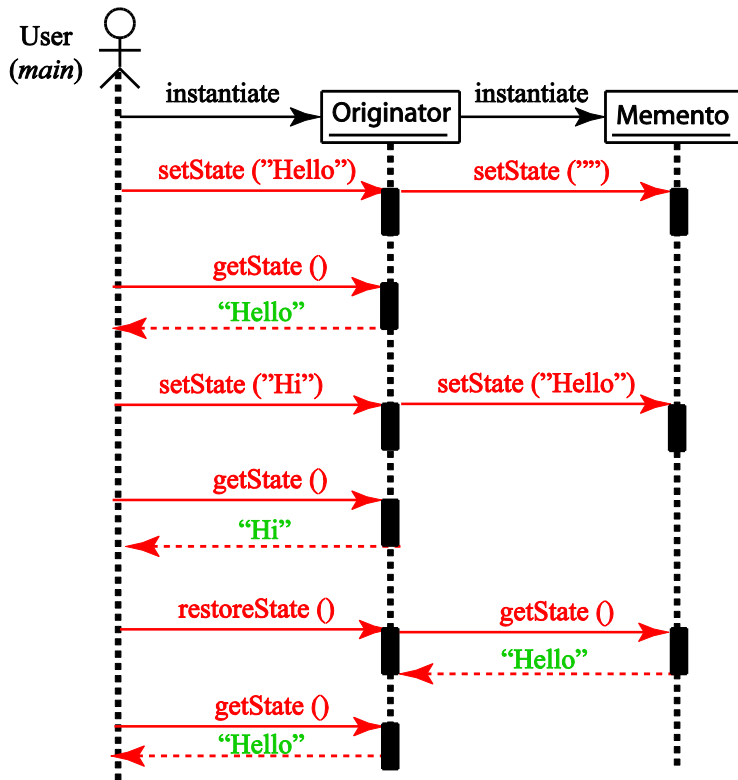 User
(main)
instantiate
Originator
instantiate
Memento
setState (”Hello”)
setState (””)
getState ()
“Hello”
setState (”Hi”)
setState (”Hello”)
getState ()
“Hi”
restoreState ()
getState ()
“Hello”
getState ()
“Hello”